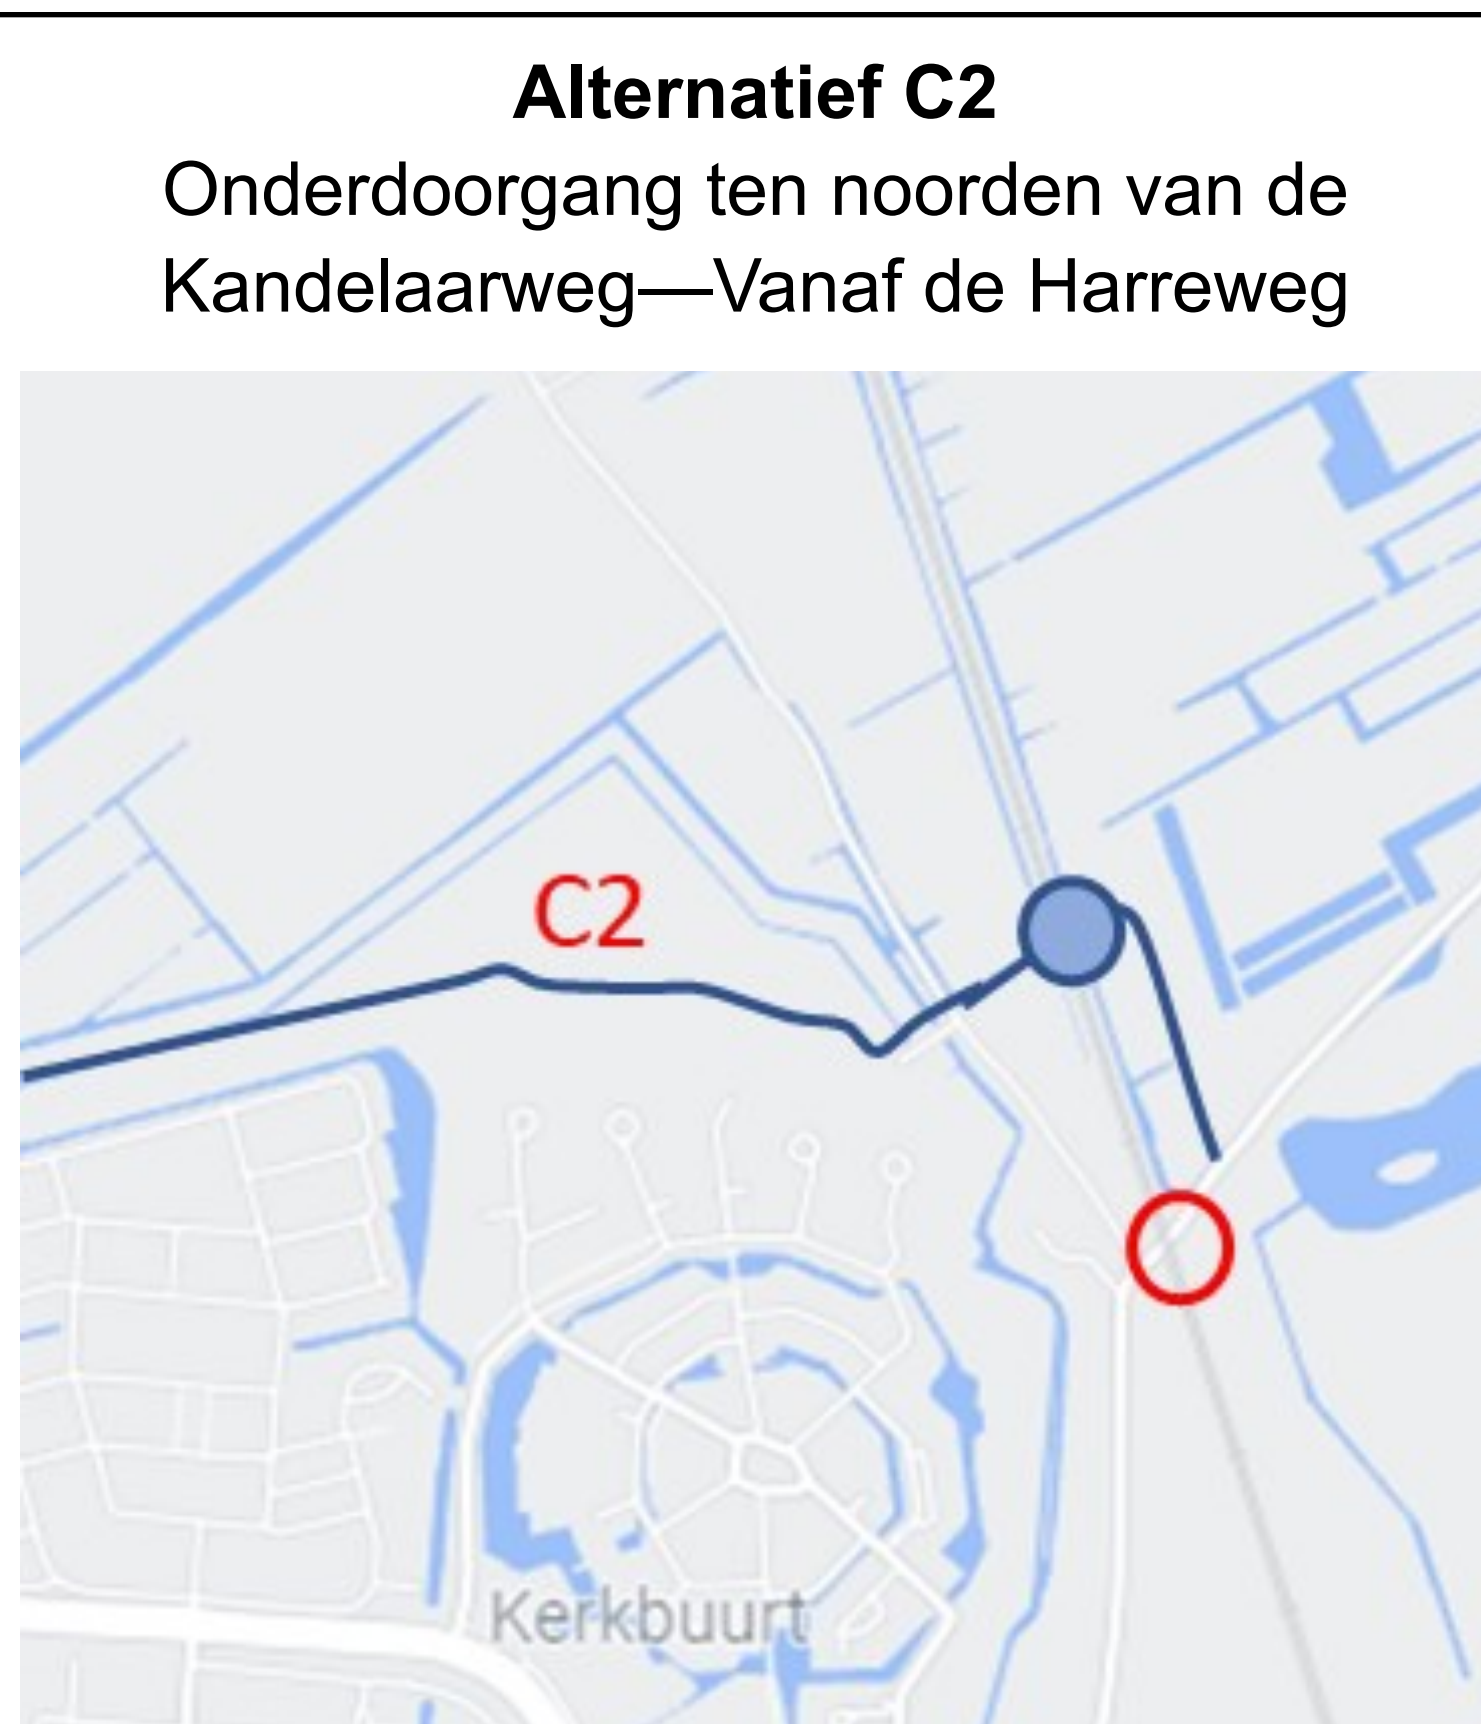 Alternatief C2
Onderdoorgang ten noorden van de
Kandelaarweg—Vanaf de Harreweg
C2
Kerkbuurt